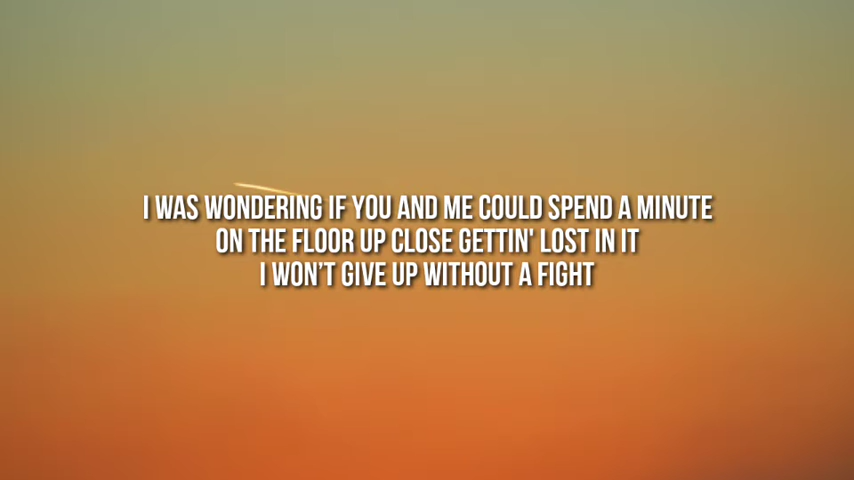 I WAS WONDERING IF YOU AND ME COULD SPEND A MINUTE
ON THE FLOOR UP CLOSE GETTIN' LOST IN IT
I WON’T GIVE UP WITHOUT A FIGHT